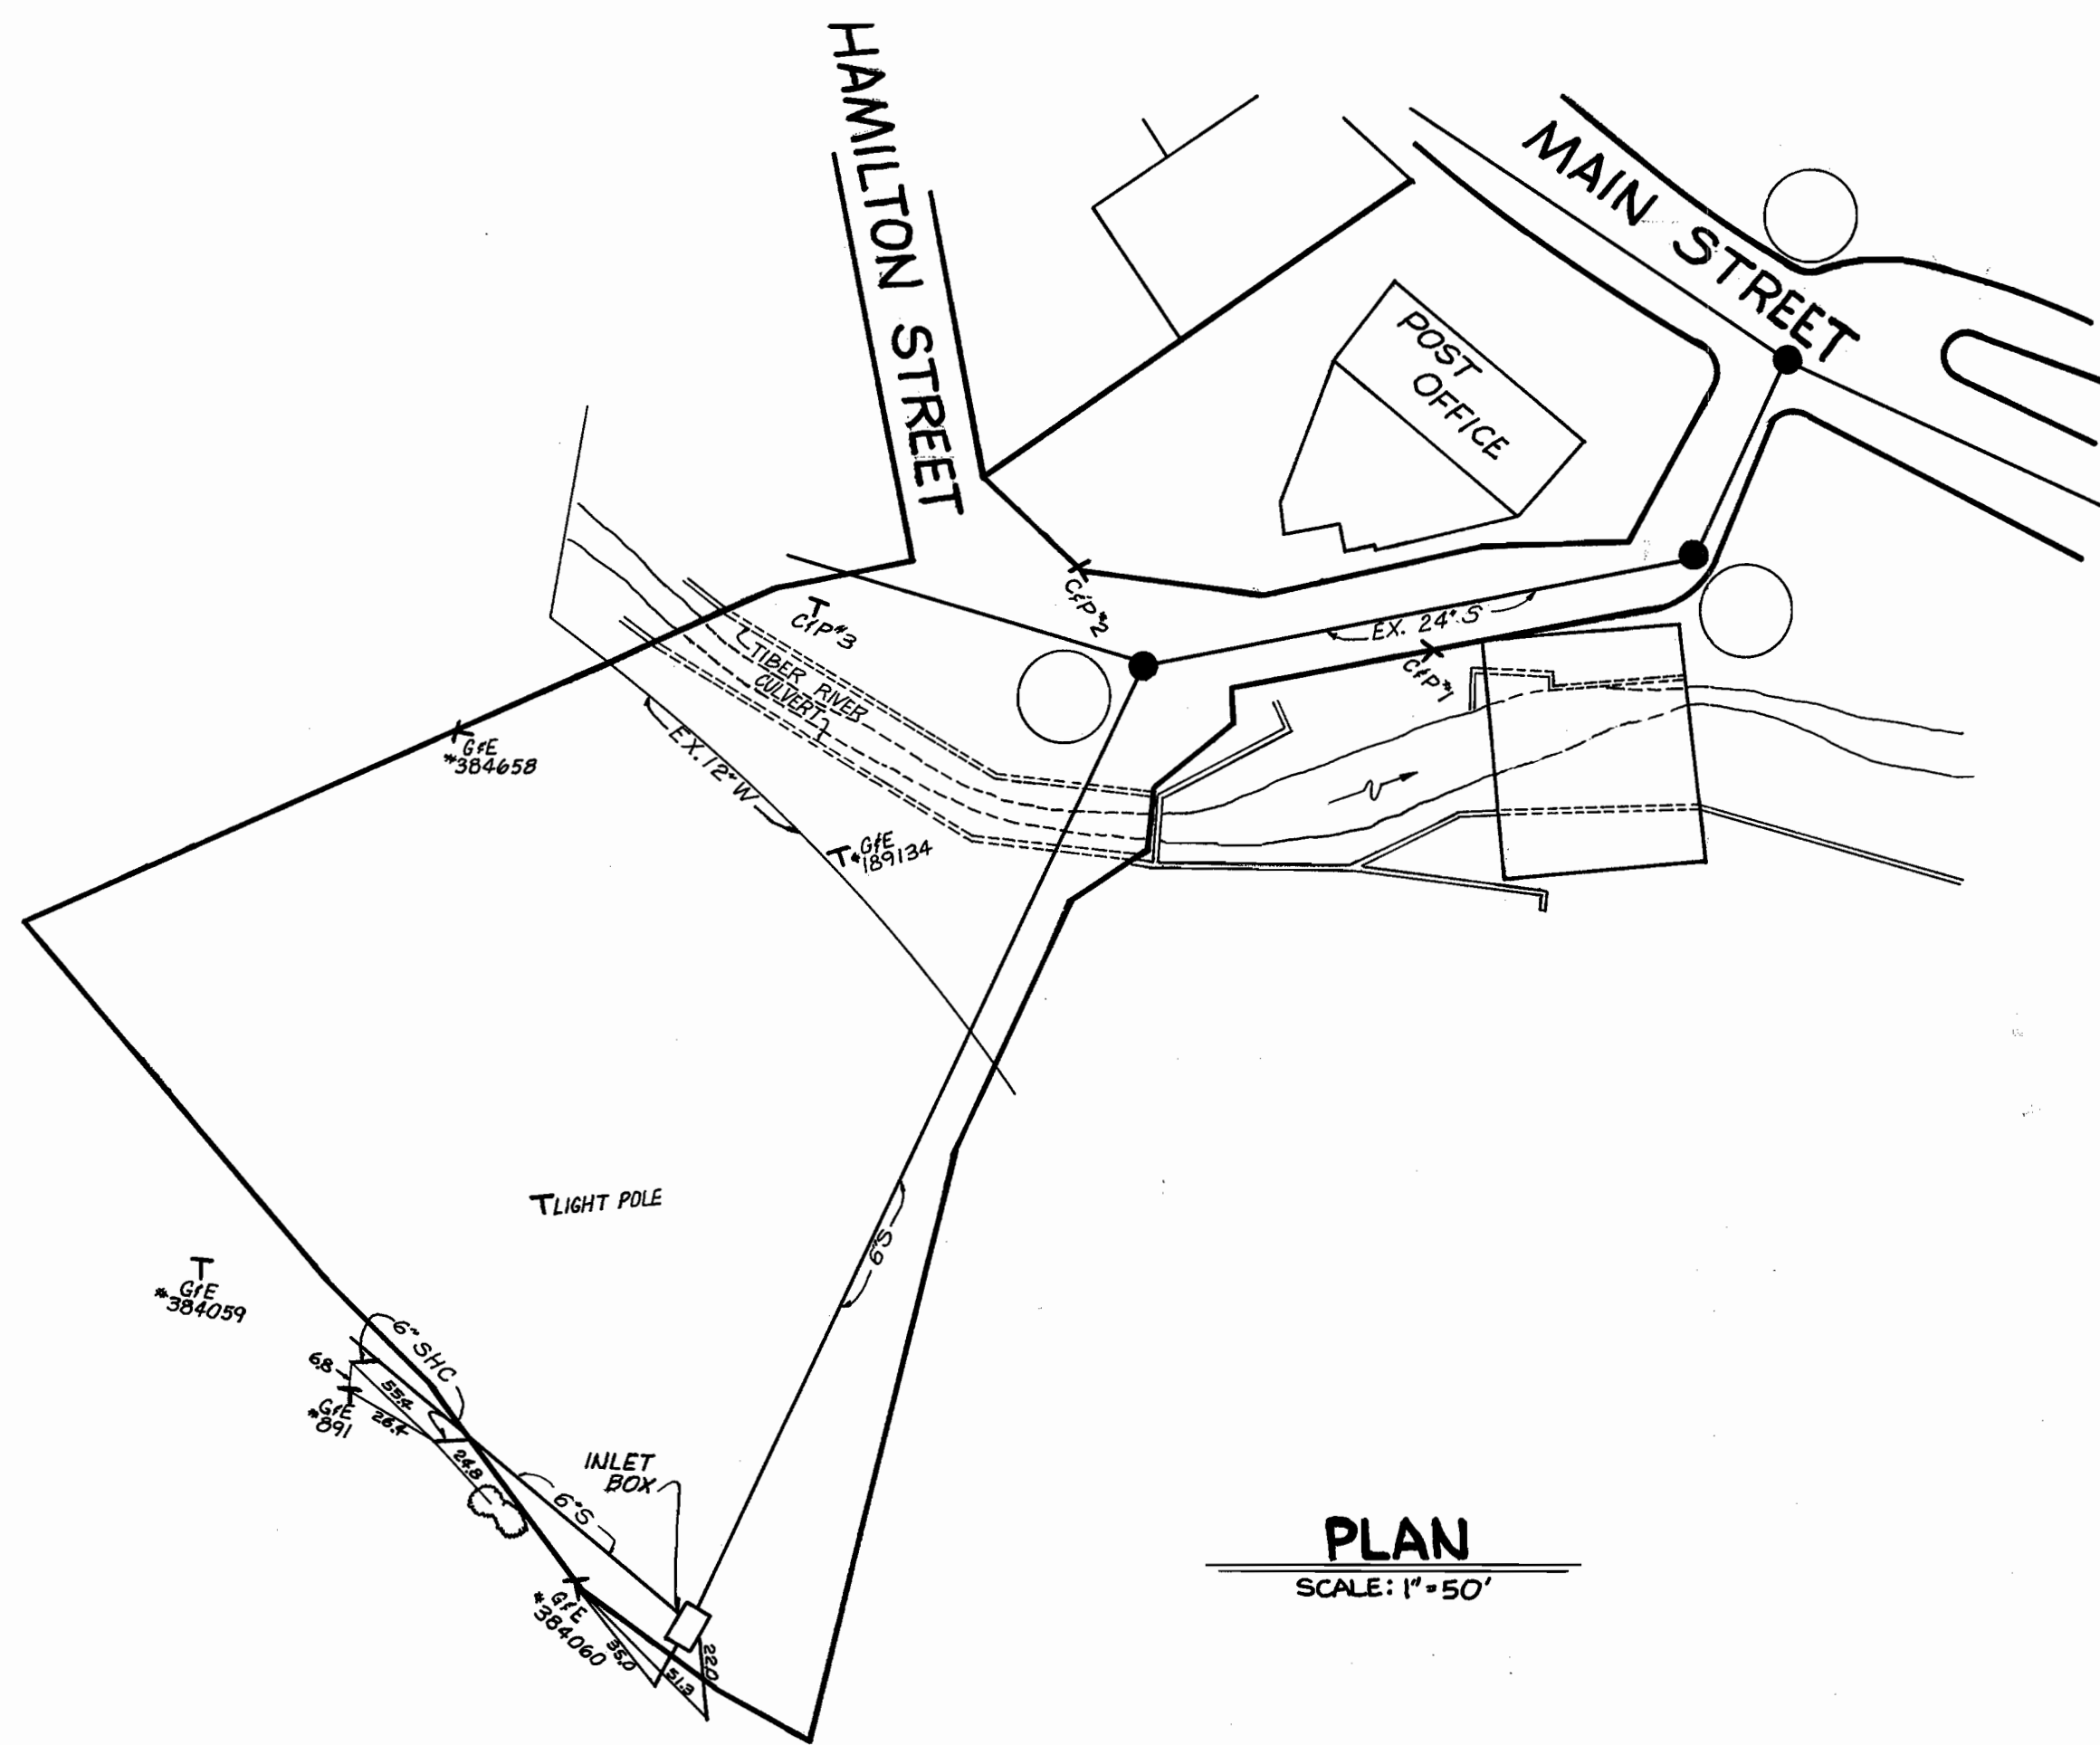 HAMILTON STREET
MAIN STREET
POST
OFFICE
C&P#2
C&P#3
EX. 24" S
C&P#1
TIBER RIVER
CULVERT
EX. 12" W
G&E
#384658
G&E
#189134
LIGHT POLE
6"S
G&E
#384059
6" SHC
6.8
55.4
26.4
G&E
#891
24.8
INLET
BOX
6"S
G&E
#384060
35.0
51.3
22.0
PLAN
SCALE: 1" = 50'